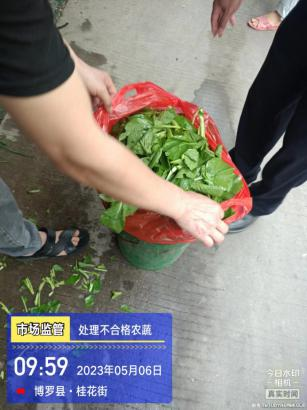 市场监管 处理不合格农蔬
09:59 2023年05月06日
博罗县·桂花街
今日水印
相机
真实时间